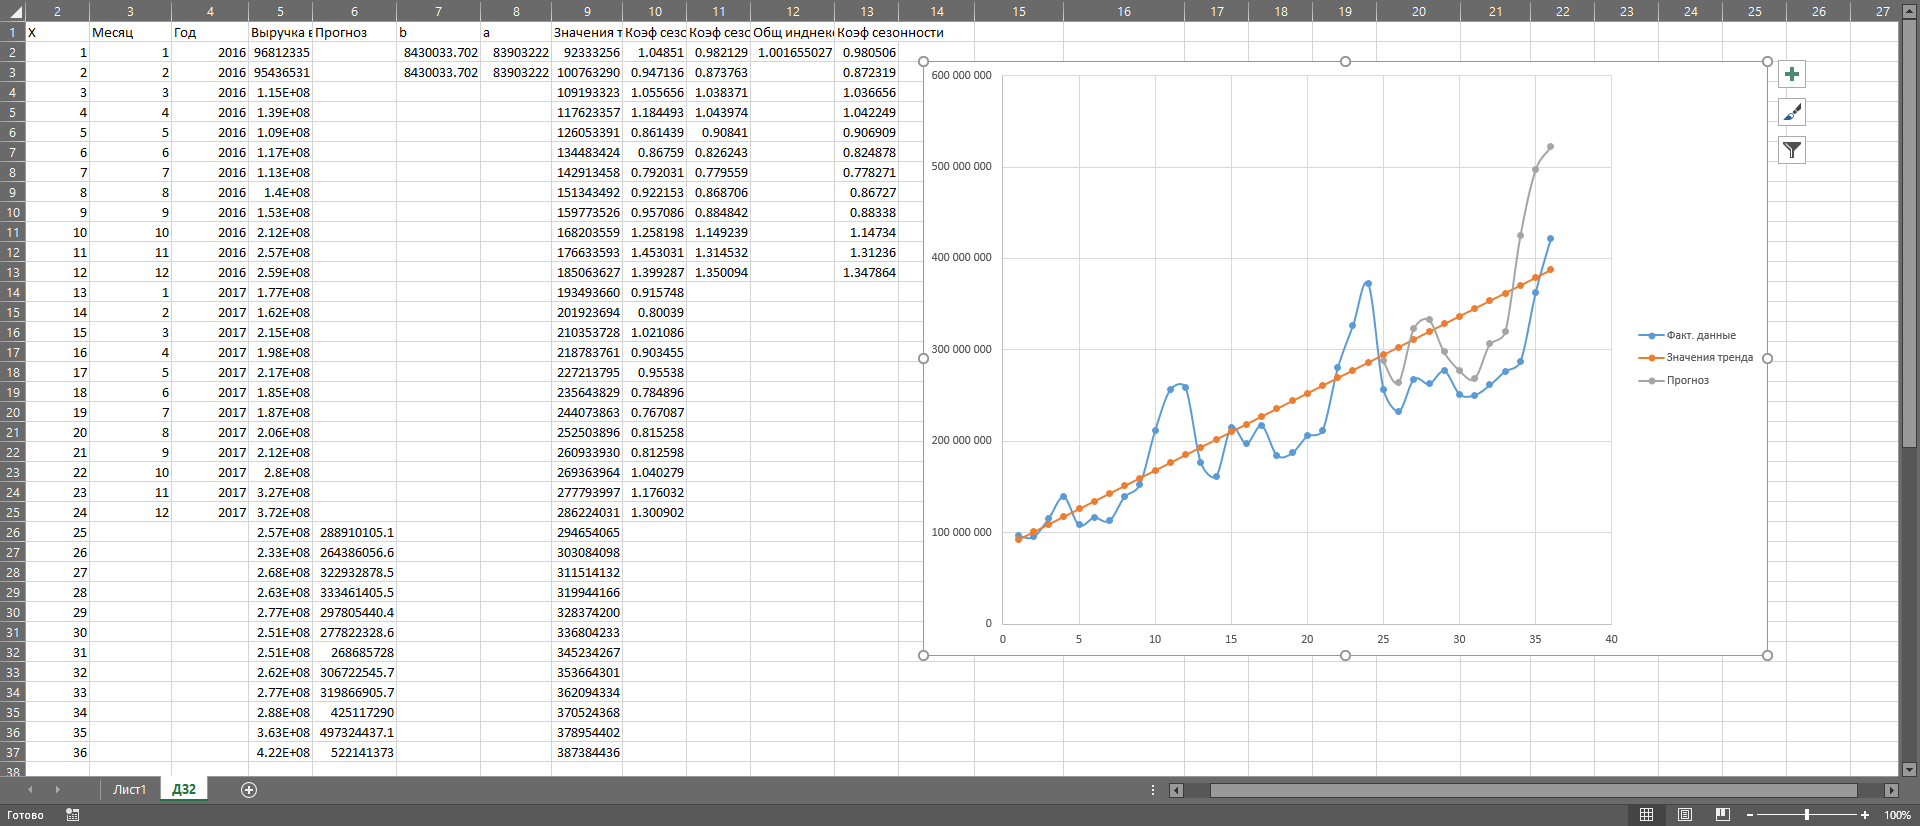 2 3 4 5 6 7 8 9 10 11 12 13 14 15 16 17 18 19 20 21 22 23 24 25 26 27
1 X Месяц Год Выручка в Прогноз b a Значения т Коэф сезо Коэф сезо Общ инднекс Коэф сезонности
2 1 1 2016 96812335 8430033.702 83903222 92333256 1.04851 0.982129 1.001655027 0.980506
3 2 2 2016 95436531 8430033.702 83903222 100763290 0.947136 0.873763 0.872319
4 3 3 2016 1.15E+08 109193323 1.055656 1.038371 1.036656
5 4 4 2016 1.39E+08 117623357 1.184493 1.043974 1.042249
6 5 5 2016 1.09E+08 126053391 0.861439 0.90841 0.906909
7 6 6 2016 1.17E+08 134483424 0.86759 0.826243 0.824878
8 7 7 2016 1.13E+08 142913458 0.792031 0.779559 0.778271
9 8 8 2016 1.4E+08 151343492 0.922153 0.868706 0.86727
10 9 9 2016 1.53E+08 159773526 0.957086 0.884842 0.88338
11 10 10 2016 2.12E+08 168203559 1.258198 1.149239 1.14734
12 11 11 2016 2.57E+08 176633593 1.453031 1.314532 1.31236
13 12 12 2016 2.59E+08 185063627 1.399287 1.350094 1.347864
14 13 1 2017 1.77E+08 193493660 0.915748
15 14 2 2017 1.62E+08 201923694 0.80039
16 15 3 2017 2.15E+08 210353728 1.021086
17 16 4 2017 1.98E+08 218783761 0.903455
18 17 5 2017 2.17E+08 227213795 0.95538
19 18 6 2017 1.85E+08 235643829 0.784896
20 19 7 2017 1.87E+08 244073863 0.767087
21 20 8 2017 2.06E+08 252503896 0.815258
22 21 9 2017 2.12E+08 260933930 0.812598
23 22 10 2017 2.8E+08 269363964 1.040279
24 23 11 2017 3.27E+08 277793997 1.176032
25 24 12 2017 3.72E+08 286224031 1.300902
26 25 2.57E+08 288910105.1 294654065
27 26 2.33E+08 264386056.6 303084098
28 27 2.68E+08 322932878.5 311514132
29 28 2.63E+08 333461405.5 319944166
30 29 2.77E+08 297805440.4 328374200
31 30 2.51E+08 277822328.6 336804233
32 31 2.51E+08 268685728 345234267
33 32 2.62E+08 306722545.7 353664301
34 33 2.77E+08 319866905.7 362094334
35 34 2.88E+08 425117290 370524368
36 35 3.63E+08 497324437.1 378954402
37 36 4.22E+08 522141373 387384436
38
600 000 000
500 000 000
400 000 000
300 000 000
200 000 000
100 000 000
0
0 5 10 15 20 25 30 35 40
Факт. данные
Значения тренда
Прогноз
Лист1 ДЗ2
Готово 100%